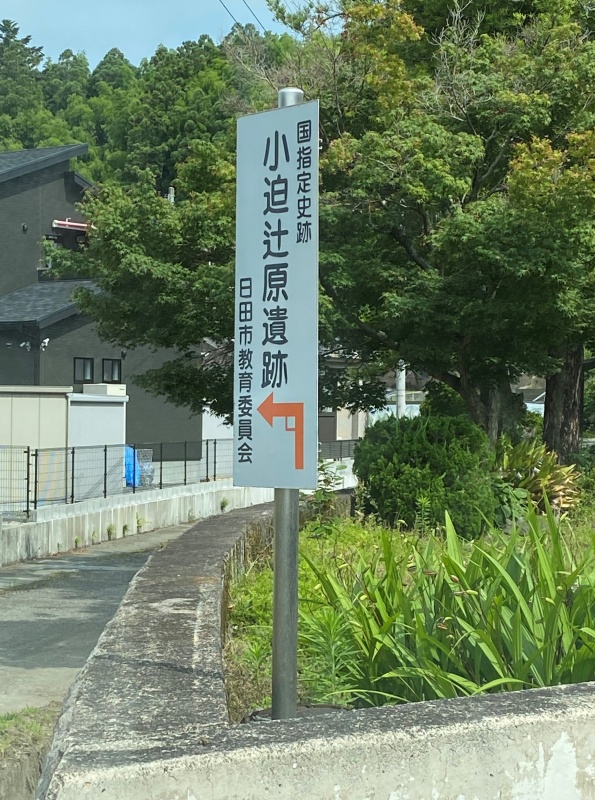 国指定史跡
小迫辻原遺跡
日田市教育委員会